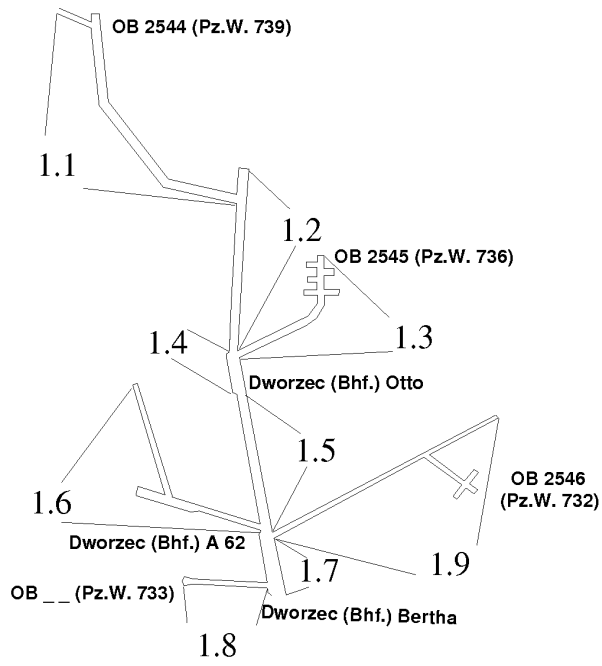 OB 2544 (Pz.W. 739)
1.1
1.2
OB 2545 (Pz.W. 736)
1.3
1.4
Dworzec (Bhf.) Otto
1.5
OB 2546
(Pz.W. 732)
1.6
Dworzec (Bhf.) A 62
1.7
1.9
OB _ _ (Pz.W. 733)
Dworzec (Bhf.) Bertha
1.8